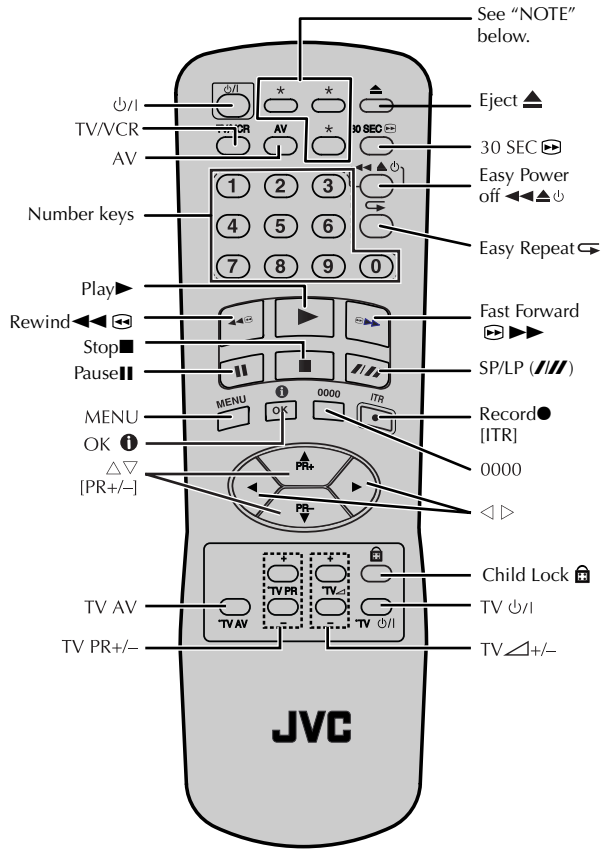 See “NOTE”
below.
⏻/I
⏻/I
*
*
Eject ⏏
TV/VCR
TV/VCR
AV
AV
*
30 SEC
30 SEC
Easy Power
off ◀◀⏏⏻
◀◀ ⏏ ⏻
1 2 3
Number keys
4 5 6
Easy Repeat
7 8 9 0
Play▶
Rewind◀◀
Fast Forward
▶▶
Stop■
Pause❚❚
SP/LP
MENU
MENU
OK
OK
0000
0000
ITR
Record●
[ITR]
△▽
[PR+/–]
PR+
PR–
◁ ▷
Child Lock
TV AV
*TV AV
+
*TV PR
–
+
*TV
–
*TV ⏻/I
TV ⏻/I
TV PR+/–
TV+/–
JVC